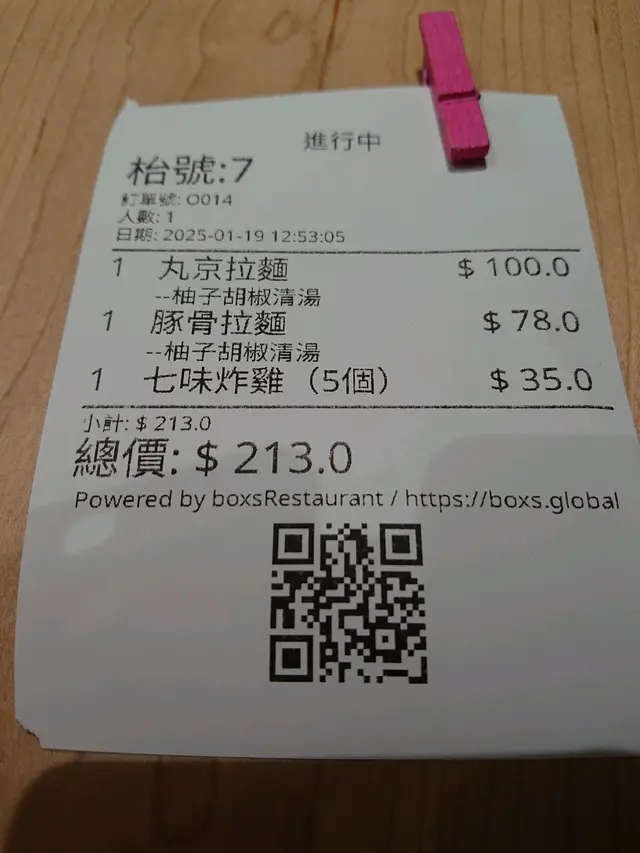 進行中
枱號:7
訂單號: O014
人數: 1
日期: 2025-01-19 12:53:05
1 丸京拉麵 $ 100.0
--柚子胡椒清湯
1 豚骨拉麵 $ 78.0
--柚子胡椒清湯
1 七味炸雞（5個） $ 35.0
小計: $ 213.0
總價: $ 213.0
Powered by boxsRestaurant / https://boxs.global